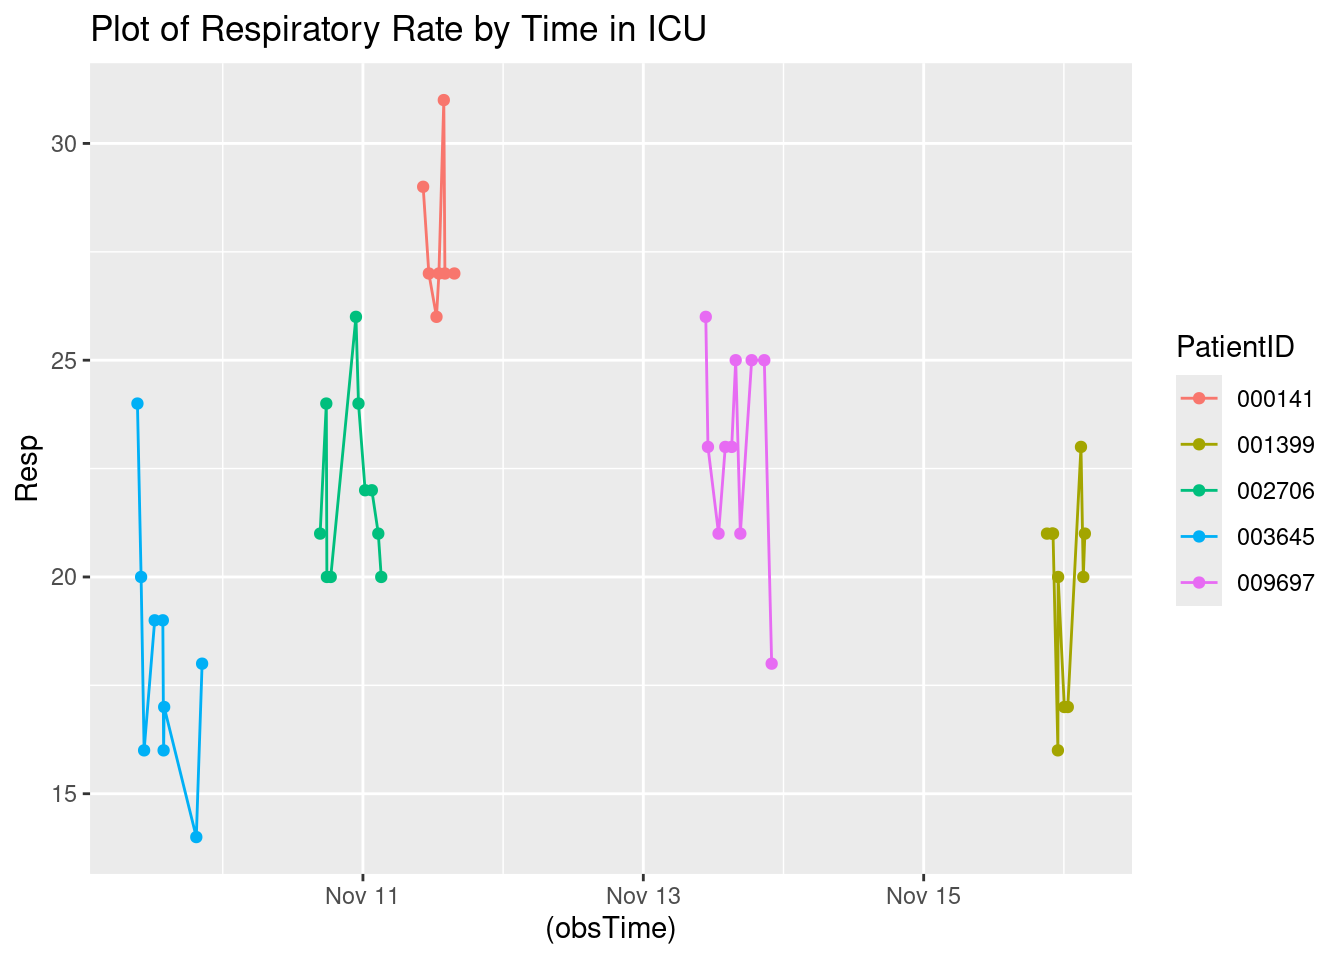 Plot of Respiratory Rate by Time in ICU
30
25
20
15
Resp
Nov 11
Nov 13
Nov 15
(obsTime)
PatientID
000141
001399
002706
003645
009697